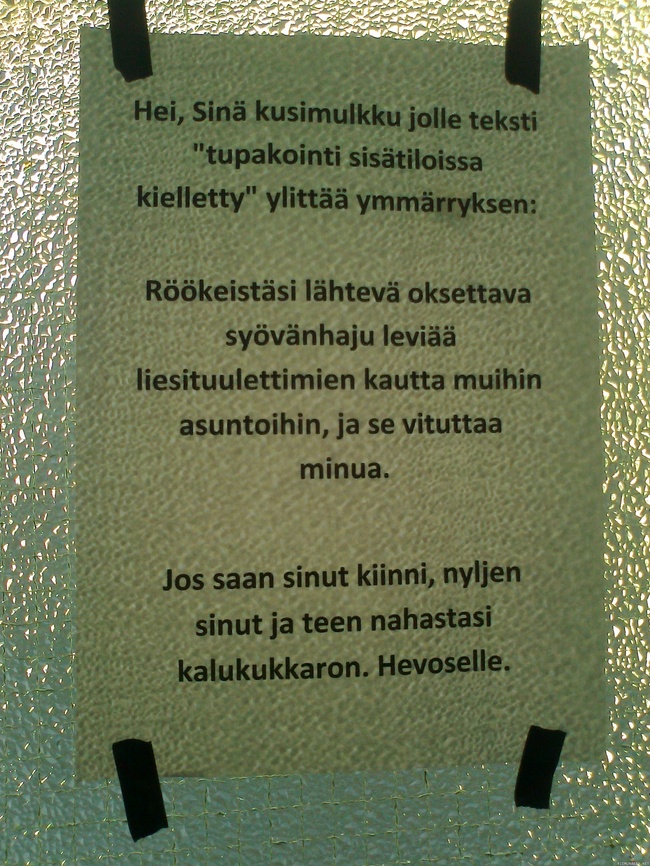 Hei, Sinä kusimulkku jolle teksti
"tupakointi sisätiloissa
kielletty" ylittää ymmärryksen:
Röökeistäsi lähtevä oksettava
syövänhaju leviää
liesituulettimien kautta muihin
asuntoihin, ja se vituttaa
minua.
Jos saan sinut kiinni, nyljen
sinut ja teen nahastasi
kalukukkaron. Hevoselle.